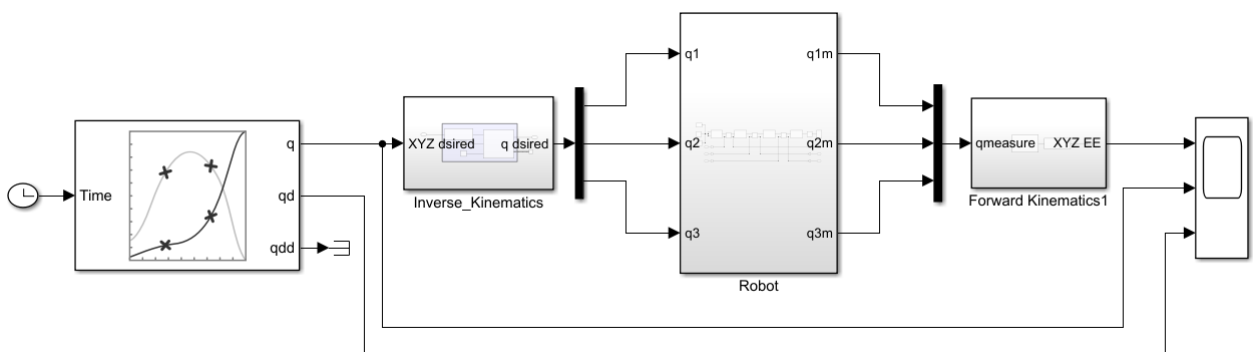 Time
q
qd
qdd
XYZ dsired
q dsired
Inverse_Kinematics
q1
q2
q3
q1m
q2m
q3m
Robot
qmeasure
XYZ EE
Forward Kinematics1